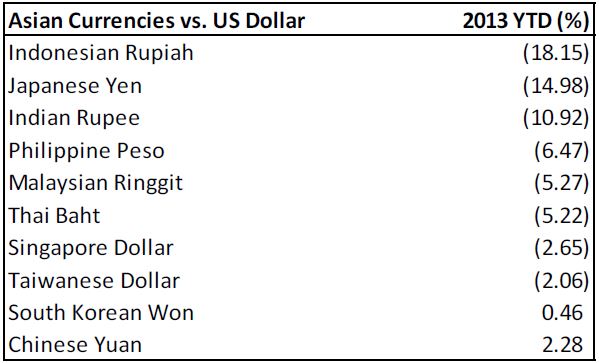 Asian Currencies vs. US Dollar 2013 YTD (%)
Indonesian Rupiah (18.15)
Japanese Yen (14.98)
Indian Rupee (10.92)
Philippine Peso (6.47)
Malaysian Ringgit (5.27)
Thai Baht (5.22)
Singapore Dollar (2.65)
Taiwanese Dollar (2.06)
South Korean Won 0.46
Chinese Yuan 2.28